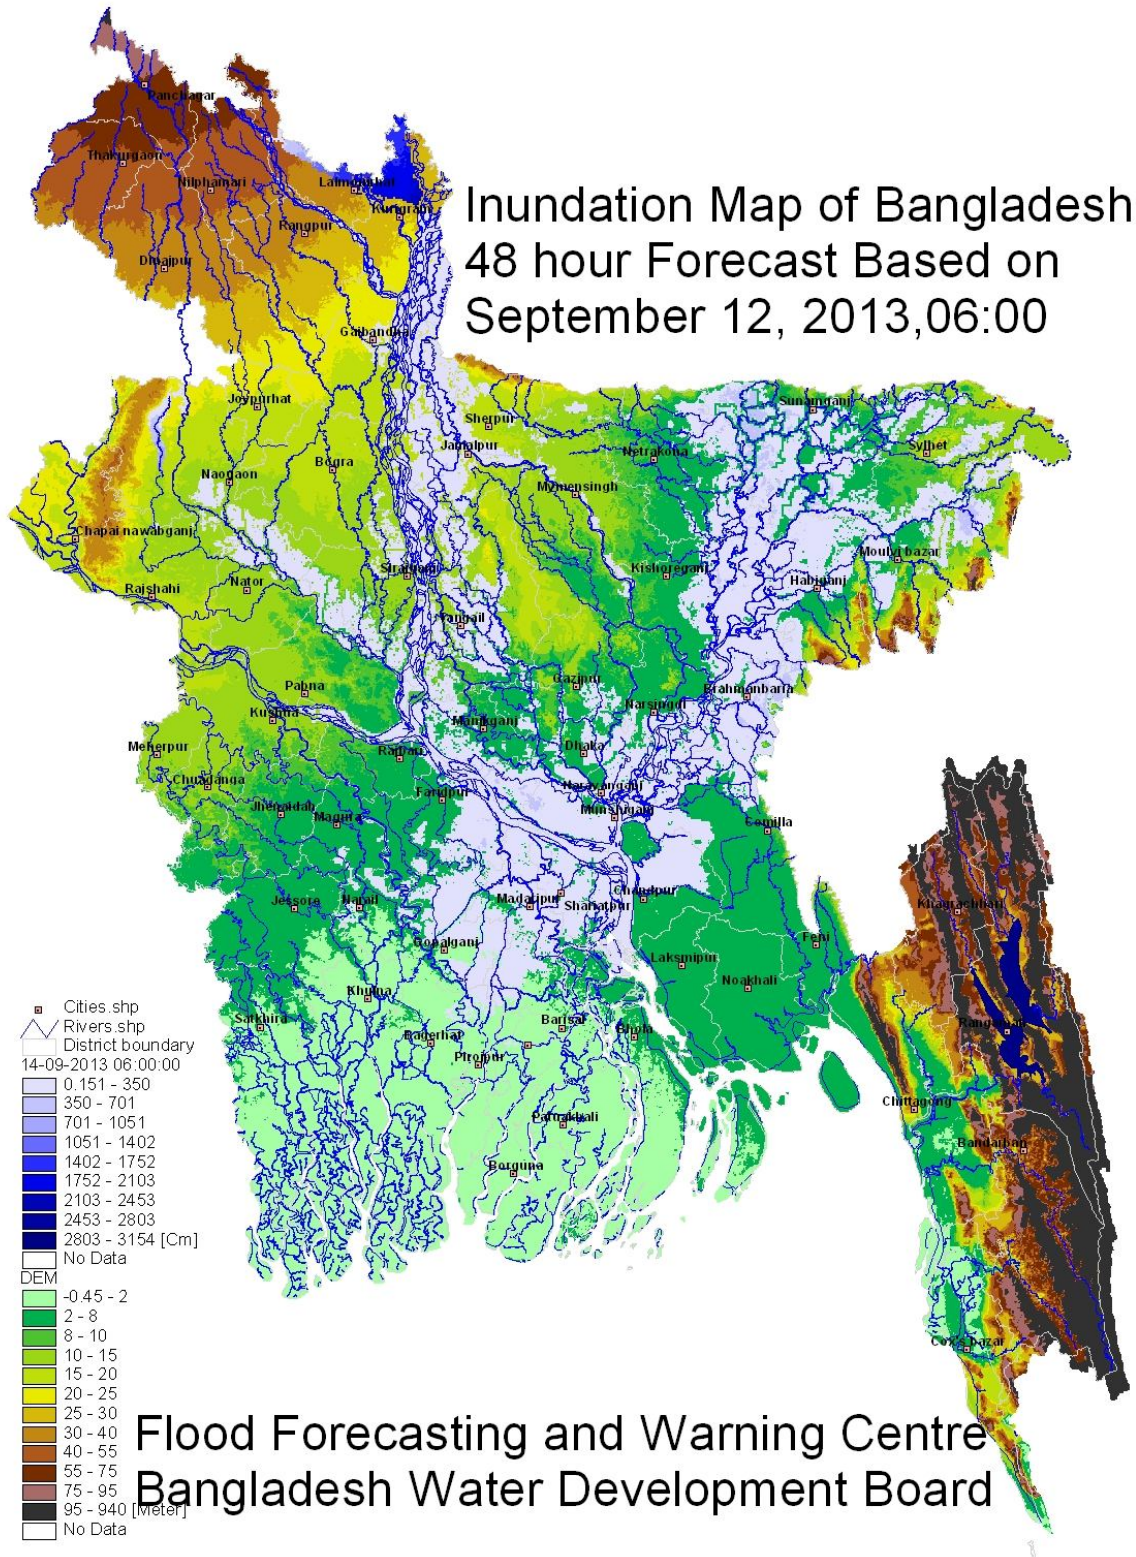 Panchagar
Thakurgaon
Nilphamari
Lalmonirhat
Kurigram
Rangpur
Dinajpur
Inundation Map of Bangladesh
48 hour Forecast Based on
September 12, 2013,06:00
Gaibandha
Joypurhat
Sherpur
Sunamganj
Jamalpur
Netrakona
Sylhet
Naogaon
Bogra
Mymensingh
Chapai nawabganj
Moulvi bazar
Rajshahi
Nator
Sirajganj
Kishoreganj
Habiganj
Tangail
Pabna
Gazipur
Brahmanbaria
Kushtia
Manikganj
Narsingdi
Meherpur
Rajbari
Dhaka
Chuadanga
Faridpur
Narayanganj
Jhenaidah
Magura
Munshiganj
Comilla
Jessore
Narail
Madaripur
Shariatpur
Chandpur
Khagrachhari
Gopalganj
Laksmipur
Feni
Khulna
Noakhali
Satkhira
Bagerhat
Barisal
Bhola
Rangamati
Pirojpur
Patuakhali
Chittagong
Borguna
Bandarban
Cox's bazar
Cities.shp
Rivers.shp
District boundary
14-09-2013 06:00:00
0.151 - 350
350 - 701
701 - 1051
1051 - 1402
1402 - 1752
1752 - 2103
2103 - 2453
2453 - 2803
2803 - 3154 [Cm]
No Data
DEM
-0.45 - 2
2 - 8
8 - 10
10 - 15
15 - 20
20 - 25
25 - 30
30 - 40
40 - 55
55 - 75
75 - 95
95 - 940 [Meter]
No Data
Flood Forecasting and Warning Centre
Bangladesh Water Development Board